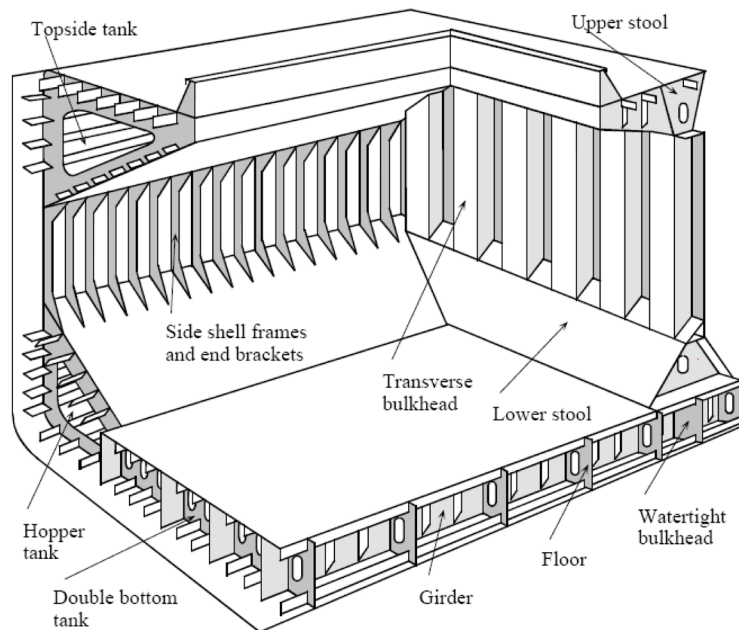 Topside tank
Upper stool
Side shell frames
and end brackets
Transverse
bulkhead
Lower stool
Hopper
tank
Double bottom
tank
Girder
Floor
Watertight
bulkhead